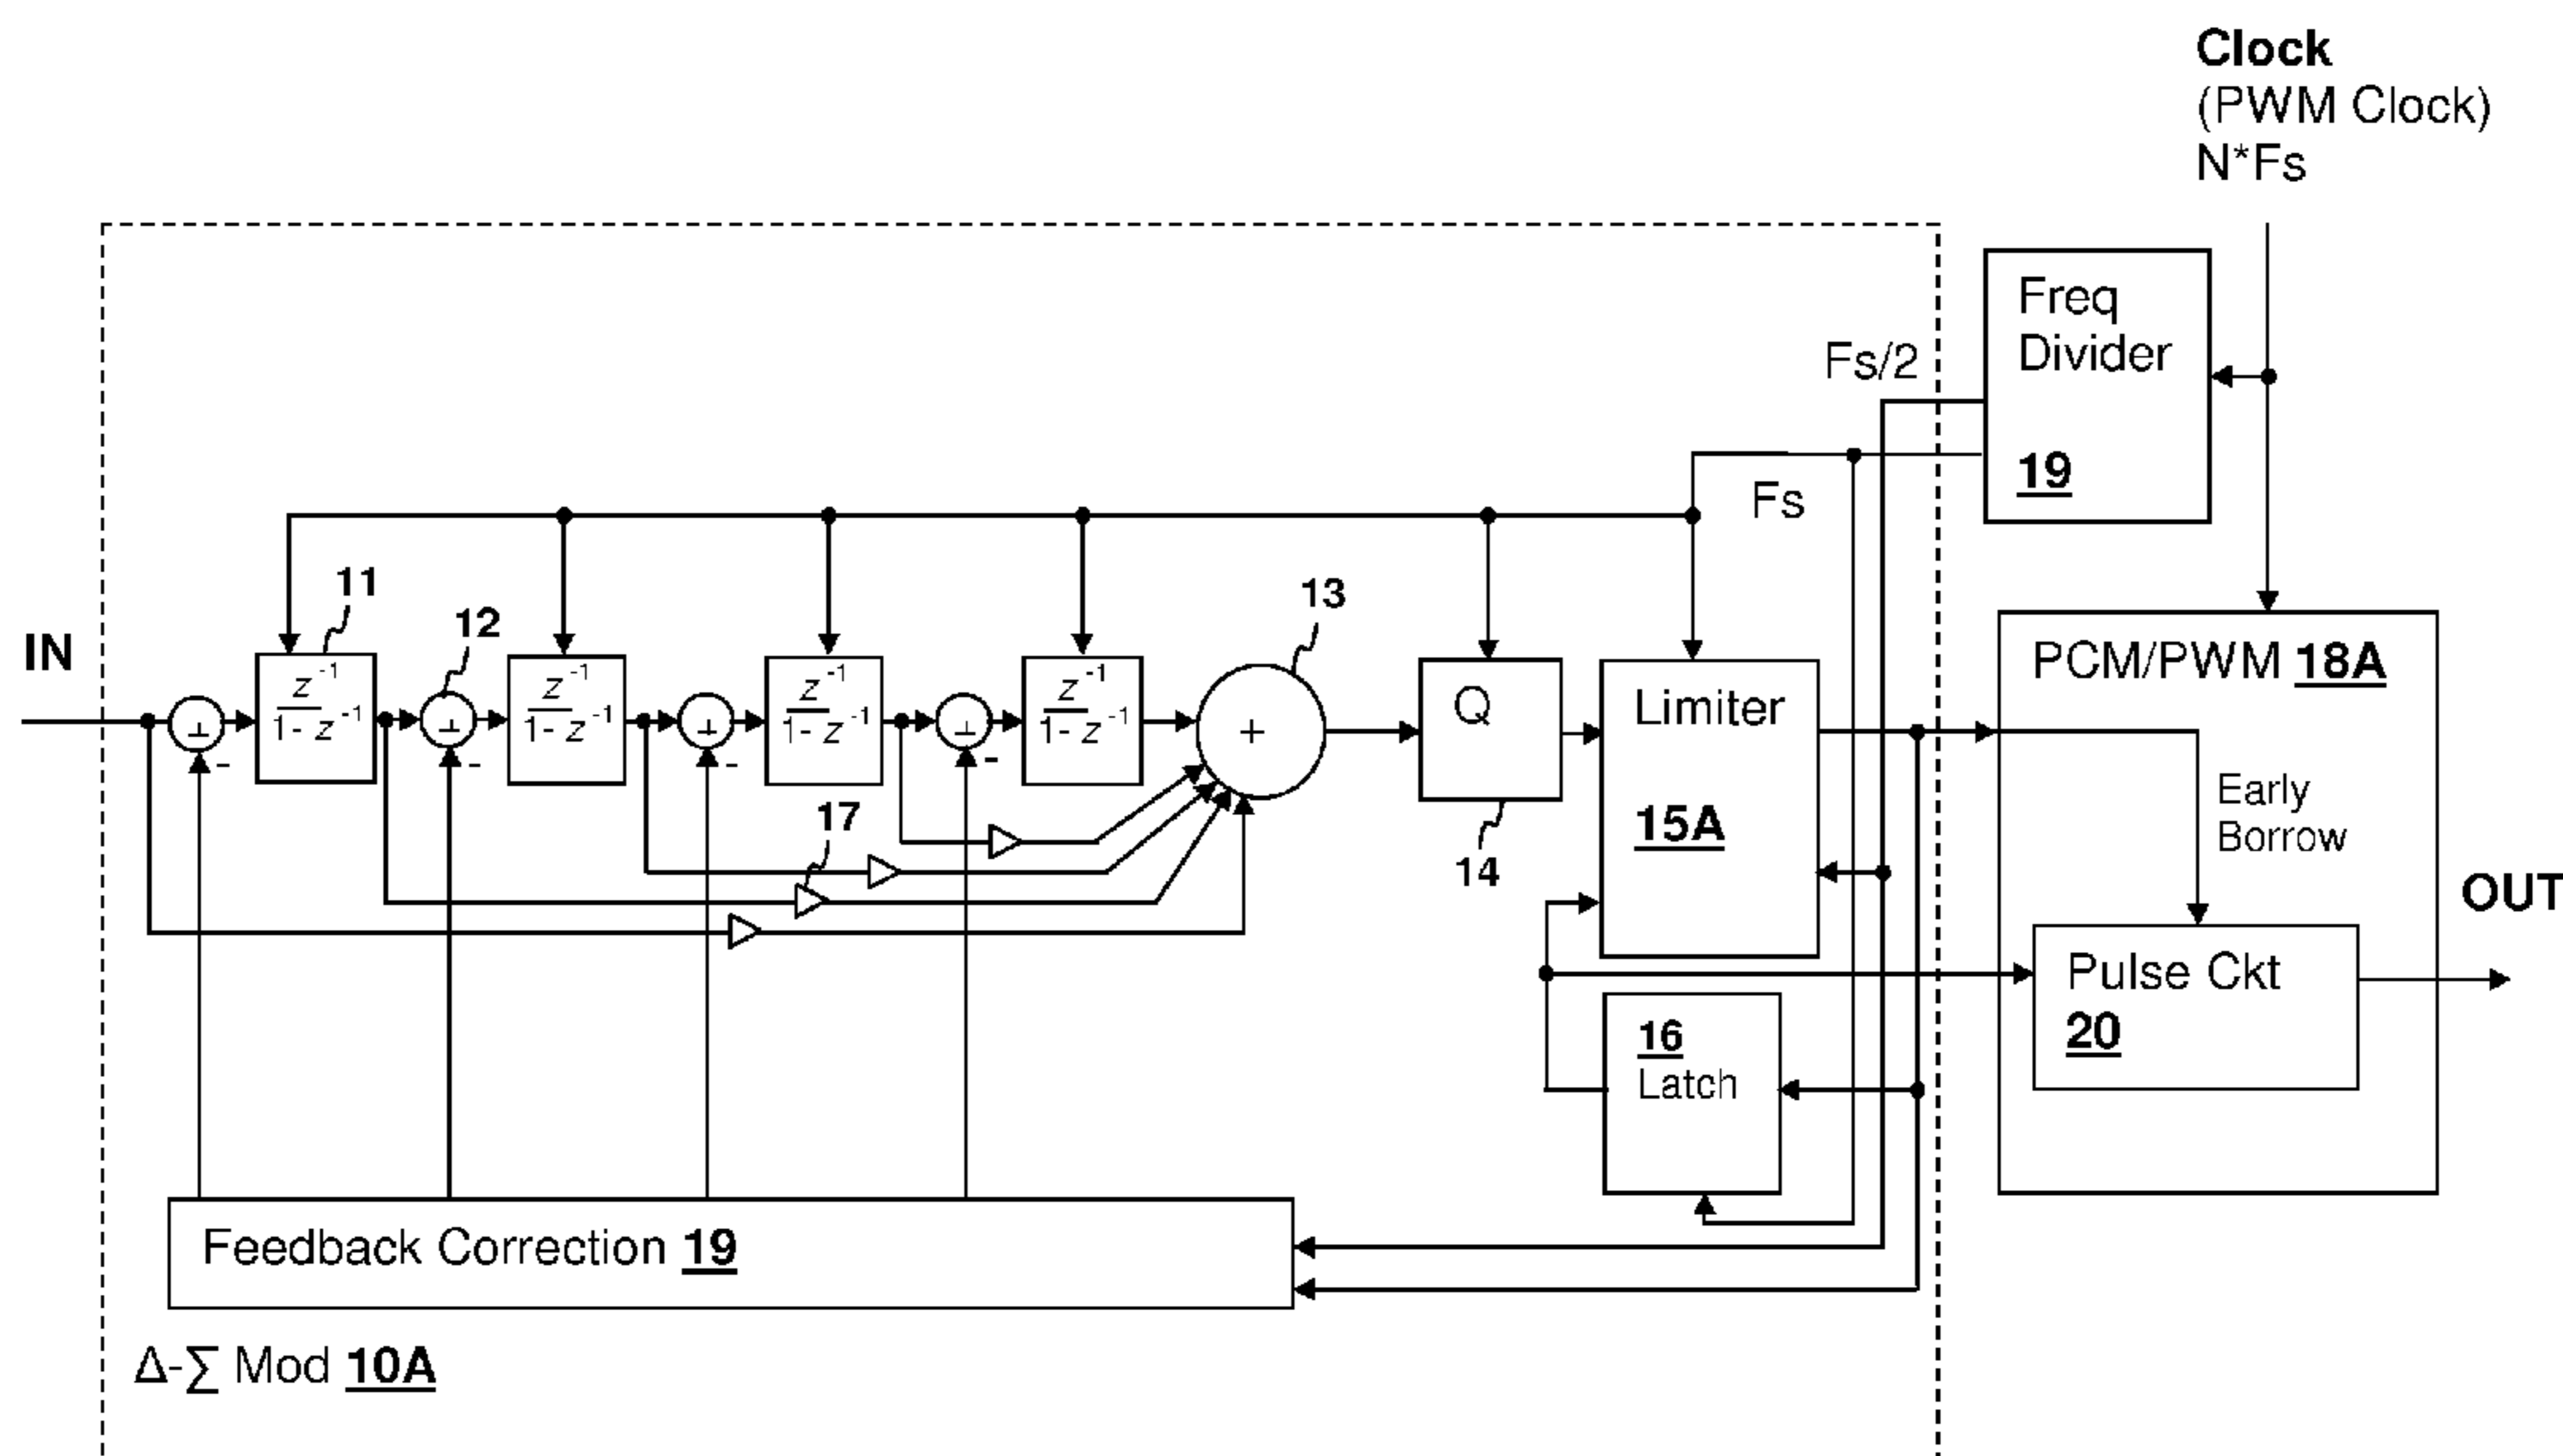 Clock
(PWM Clock)
N*Fs
Freq
Divider
19
Fs/2
Fs
IN
11
12
13
z⁻¹
1- z⁻¹
z⁻¹
1- z⁻¹
z⁻¹
1- z⁻¹
z⁻¹
1- z⁻¹
±
±
±
±
-
-
-
-
+
17
Q
14
Limiter
15A
PCM/PWM 18A
Early
Borrow
OUT
Pulse Ckt
20
16
Latch
Feedback Correction 19
Δ-∑ Mod 10A